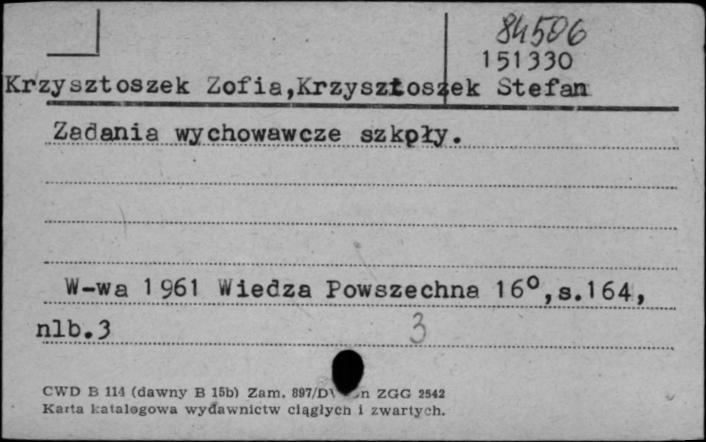 84506
151330
Krzysztoszek Zofia,Krzysztoszek Stefan
Zadania wychowawcze szkpły.
W-wa 1961 Wiedza Powszechna 16°,s.164,
nlb.3
3
CWD B 114 (dawny B 15b) Zam. 897/D ZGG 2542
Karta katalogowa wydawnictw ciągłych i zwartych.